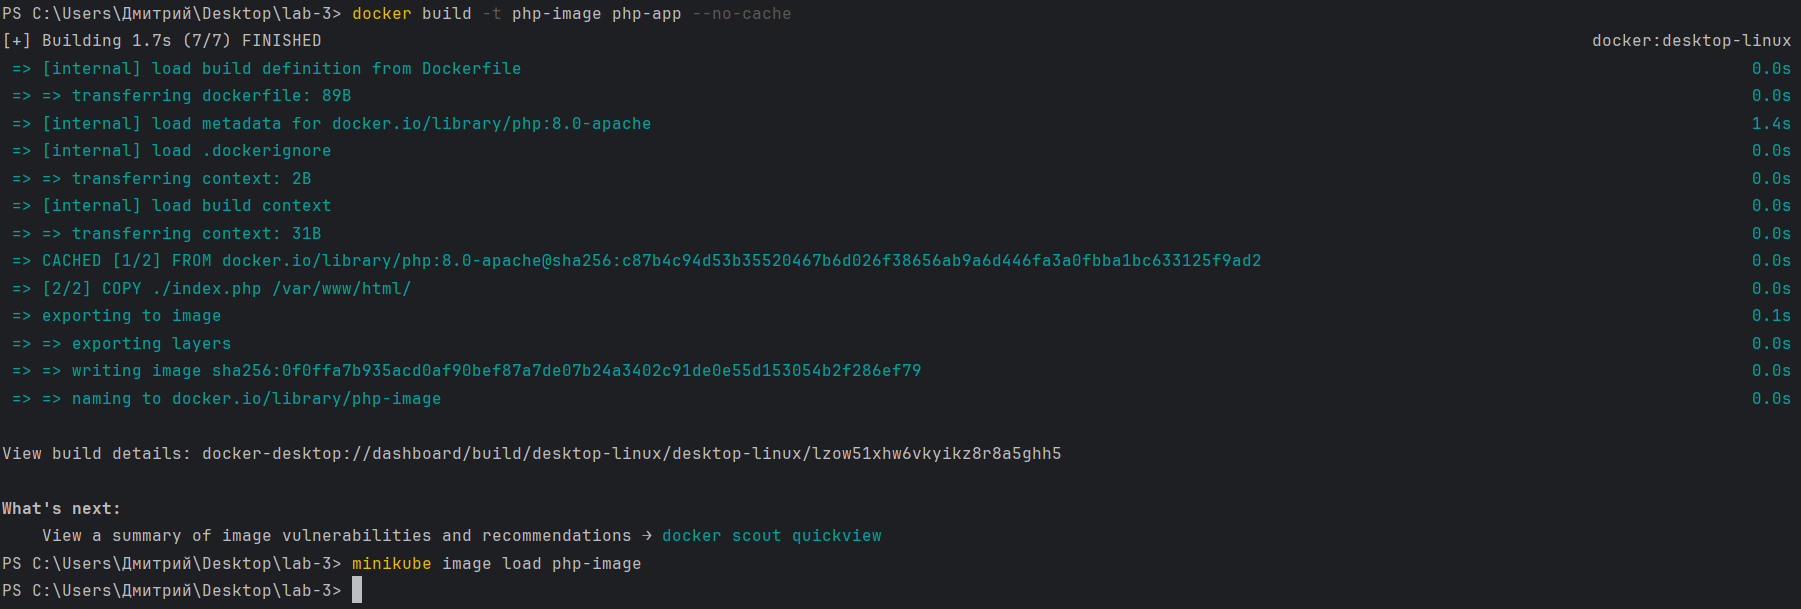 PS C:\Users\Дмитрий\Desktop\lab-3> docker build -t php-image php-app --no-cache
[+] Building 1.7s (7/7) FINISHED docker:desktop-linux
=> [internal] load build definition from Dockerfile 0.0s
=> => transferring dockerfile: 89B 0.0s
=> [internal] load metadata for docker.io/library/php:8.0-apache 1.4s
=> [internal] load .dockerignore 0.0s
=> => transferring context: 2B 0.0s
=> [internal] load build context 0.0s
=> => transferring context: 31B 0.0s
=> CACHED [1/2] FROM docker.io/library/php:8.0-apache@sha256:c87b4c94d53b35520467b6d026f38656ab9a6d446fa3a0fbba1bc633125f9ad2 0.0s
=> [2/2] COPY ./index.php /var/www/html/ 0.0s
=> exporting to image 0.1s
=> => exporting layers 0.0s
=> => writing image sha256:0f0ffa7b935acd0af90bef87a7de07b24a3402c91de0e55d153054b2f286ef79 0.0s
=> => naming to docker.io/library/php-image 0.0s
View build details: docker-desktop://dashboard/build/desktop-linux/desktop-linux/lzow51xhw6vkyikz8r8a5ghh5
What's next:
View a summary of image vulnerabilities and recommendations → docker scout quickview
PS C:\Users\Дмитрий\Desktop\lab-3> minikube image load php-image
PS C:\Users\Дмитрий\Desktop\lab-3>